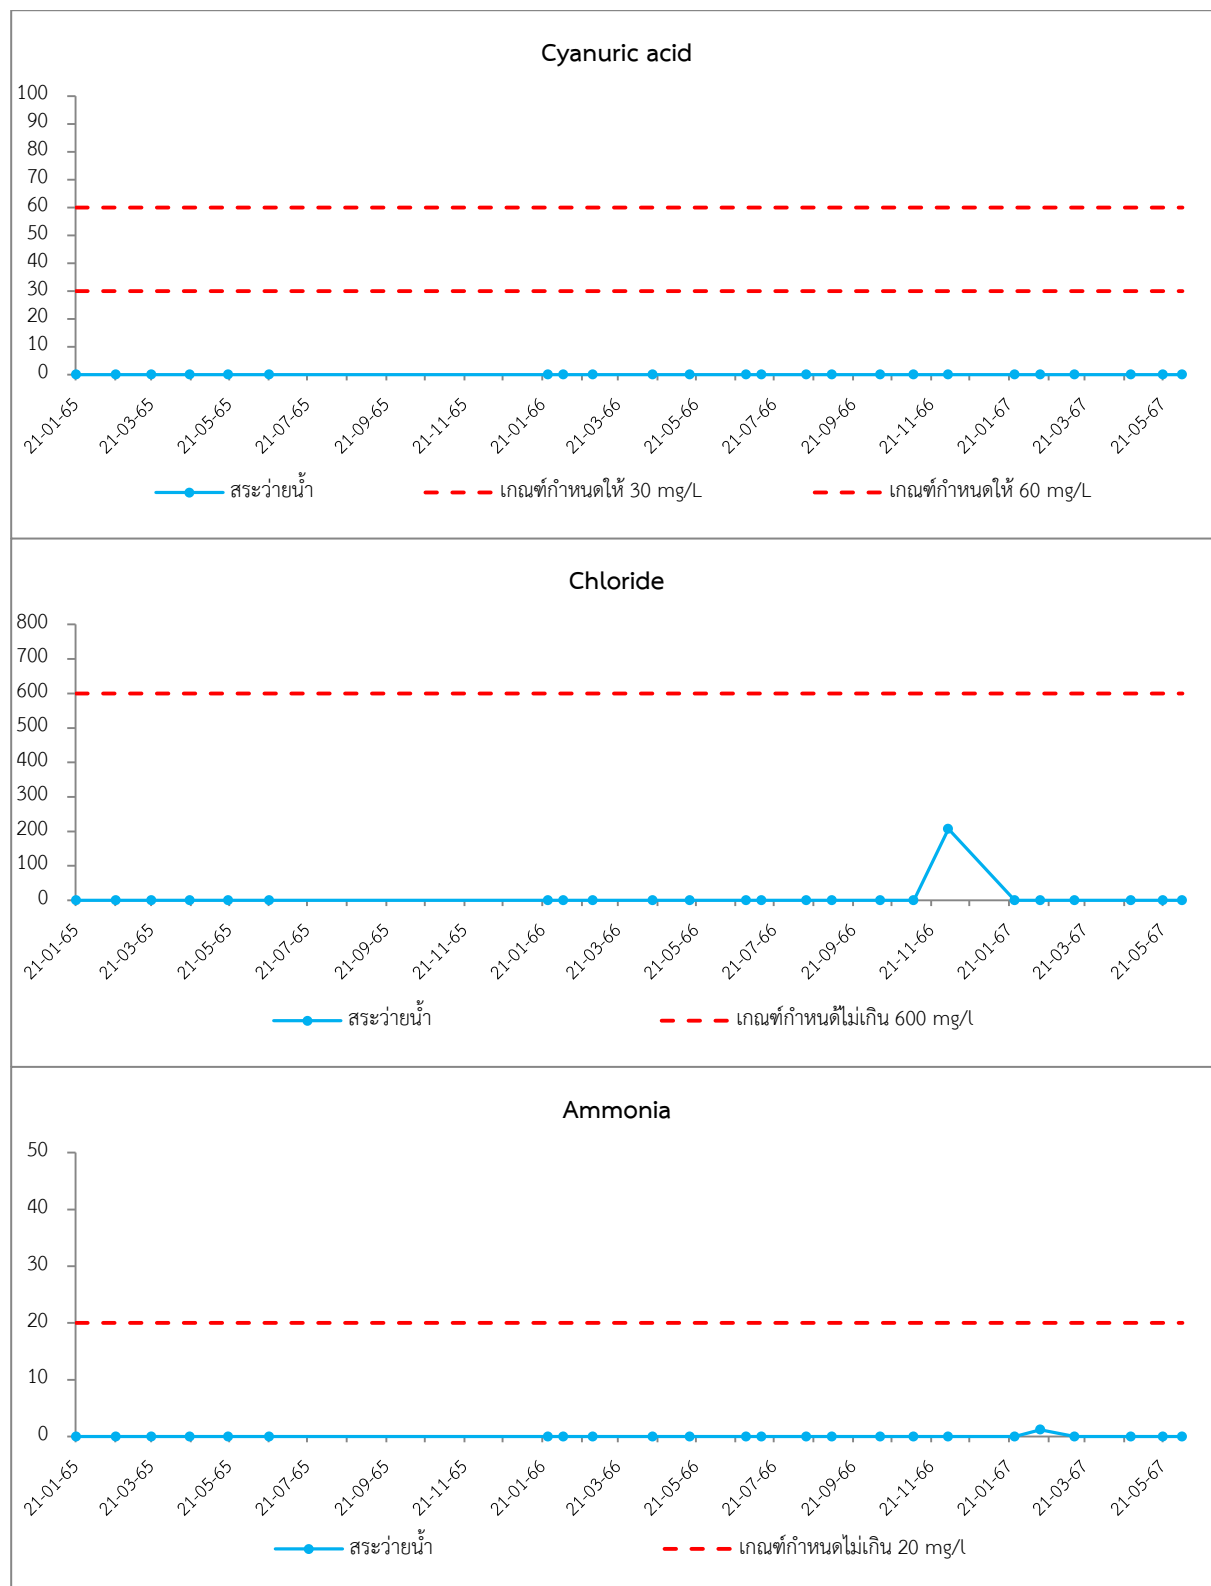 Cyanuric acid
100
90
80
70
60
50
40
30
20
10
0
21-01-65 21-03-65 21-05-65 21-07-65 21-09-65 21-11-65 21-01-66 21-03-66 21-05-66 21-07-66 21-09-66 21-11-66 21-01-67 21-03-67 21-05-67
สระว่ายน้ำ เกณฑ์กำหนดให้ 30 mg/L เกณฑ์กำหนดให้ 60 mg/L
Chloride
800
700
600
500
400
300
200
100
0
21-01-65 21-03-65 21-05-65 21-07-65 21-09-65 21-11-65 21-01-66 21-03-66 21-05-66 21-07-66 21-09-66 21-11-66 21-01-67 21-03-67 21-05-67
สระว่ายน้ำ เกณฑ์กำหนด้ไม่เกิน 600 mg/l
Ammonia
50
40
30
20
10
0
21-01-65 21-03-65 21-05-65 21-07-65 21-09-65 21-11-65 21-01-66 21-03-66 21-05-66 21-07-66 21-09-66 21-11-66 21-01-67 21-03-67 21-05-67
สระว่ายน้ำ เกณฑ์กำหนดไม่เกิน 20 mg/l